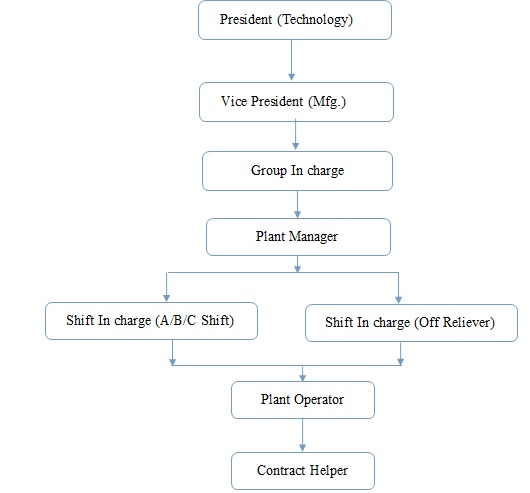 President (Technology)
Vice President (Mfg.)
Group In charge
Plant Manager
Shift In charge (A/B/C Shift)
Shift In charge (Off Reliever)
Plant Operator
Contract Helper